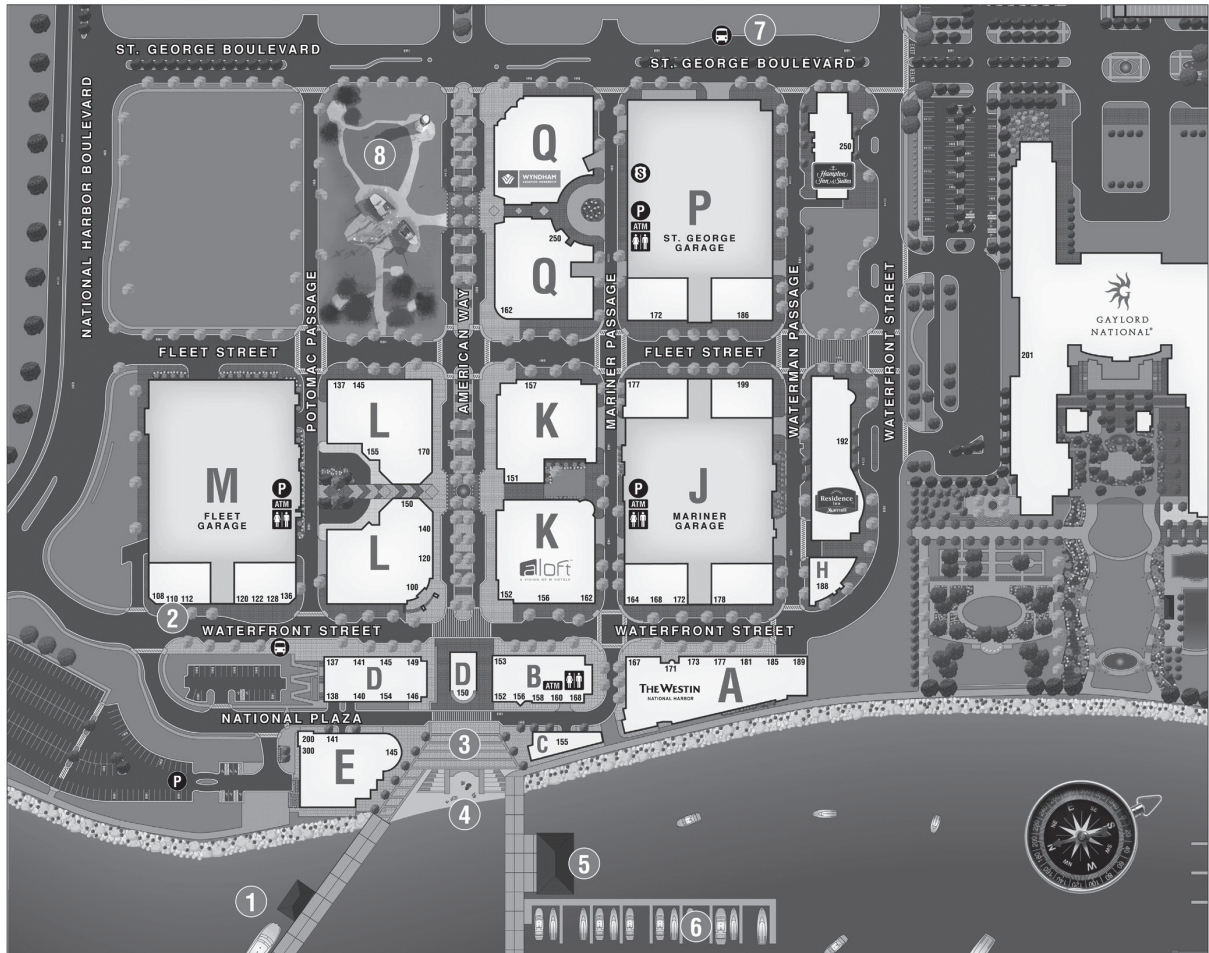 7
ST. GEORGE BOULEVARD
ST. GEORGE BOULEVARD
NATIONAL HARBOR BOULEVARD
8
Q
WYNDHAM
250
Q
162
S
P
ATM
P
ST. GEORGE
GARAGE
172
186
250
Hampton
Inn & Suites
GAYLORD
NATIONAL®
201
POTOMAC PASSAGE
AMERICAN WAY
MARINER PASSAGE
WATERMAN PASSAGE
WATERFRONT STREET
FLEET STREET
FLEET STREET
M
FLEET
GARAGE
P
ATM
108 110 112
120 122 128 136
137 145
L
155
170
150
140
L
120
100
157
K
151
K
aloft
152 156 162
177
199
J
MARINER
GARAGE
P
ATM
164 168 172
178
192
Residence
Inn
Marriott
H
188
2
WATERFRONT STREET
WATERFRONT STREET
137 141 145 149
D
138 140 154 146
D
150
153
B
ATM
152 156 158 160 168
167 171 173 177 181 185 189
THE WESTIN
NATIONAL HARBOR
A
NATIONAL PLAZA
200 141
300
E
145
3
C 155
P
4
5
1
6
N
E
S
W